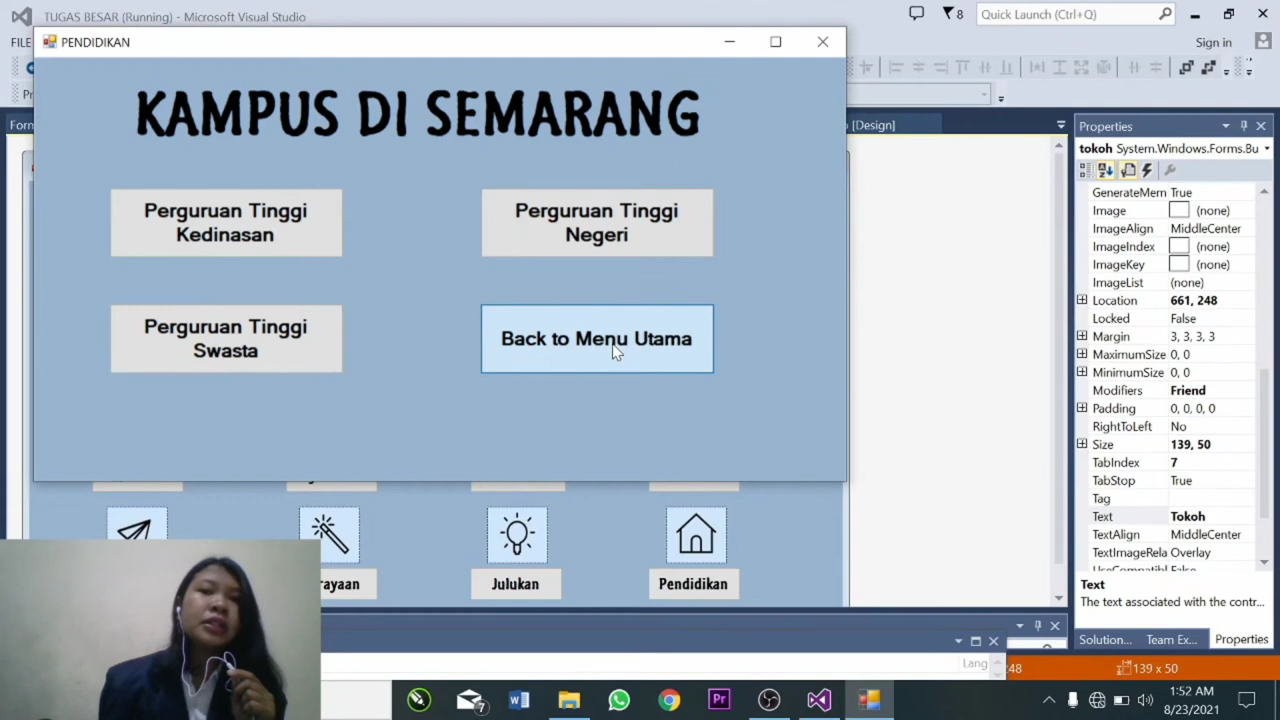 TUGAS BESAR (Running) - Microsoft Visual Studio
8
Quick Launch (Ctrl+Q)
FILE
PENDIDIKAN
Sign in
KAMPUS DI SEMARANG
Perguruan Tinggi
Kedinasan
Perguruan Tinggi
Negeri
Perguruan Tinggi
Swasta
Back to Menu Utama
Form
[Design]
Julukan
Pendidikan
Properties
tokoh System.Windows.Forms.Bu
GenerateMem True
Image (none)
ImageAlign MiddleCenter
ImageIndex (none)
ImageKey (none)
ImageList (none)
Location 661, 248
Locked False
Margin 3, 3, 3, 3
MaximumSize 0, 0
MinimumSize 0, 0
Modifiers Friend
Padding 0, 0, 0, 0
RightToLeft No
Size 139, 50
TabIndex 7
TabStop True
Tag
Text Tokoh
TextAlign MiddleCenter
TextImageRela Overlay
Text
The text associated with the contr...
Solution... Team Ex... Properties
Lang
139 x 50
7
1:52 AM
8/23/2021